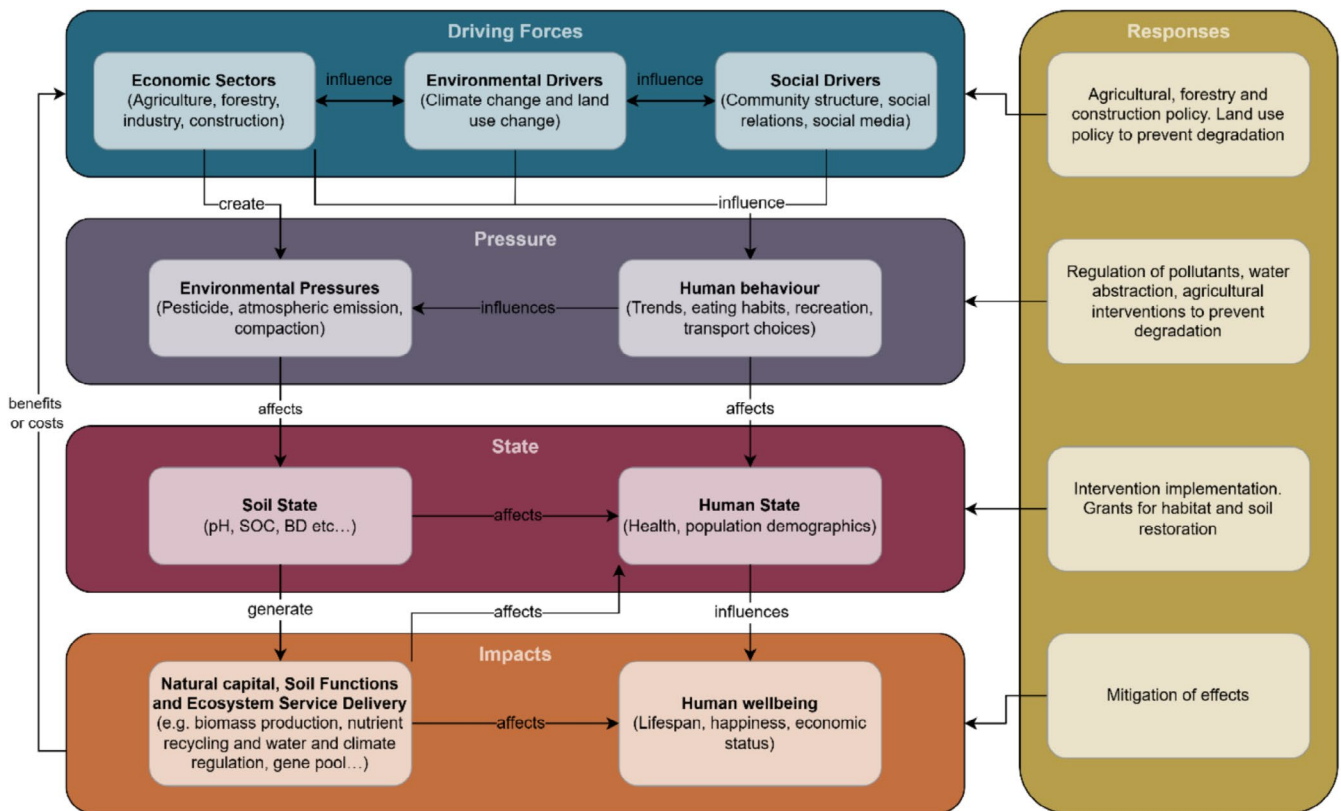 Driving Forces
Economic Sectors
(Agriculture, forestry,
industry, construction)
influence
Environmental Drivers
(Climate change and land
use change)
influence
Social Drivers
(Community structure, social
relations, social media)
create
influence
Pressure
Environmental Pressures
(Pesticide, atmospheric emission,
compaction)
influences
Human behaviour
(Trends, eating habits, recreation,
transport choices)
affects
affects
benefits
or costs
State
Soil State
(pH, SOC, BD etc...)
affects
Human State
(Health, population demographics)
generate
affects
influences
Impacts
Natural capital, Soil Functions
and Ecosystem Service Delivery
(e.g. biomass production, nutrient
recycling and water and climate
regulation, gene pool...)
affects
Human wellbeing
(Lifespan, happiness, economic
status)
Responses
Agricultural, forestry and
construction policy. Land use
policy to prevent degradation
Regulation of pollutants, water
abstraction, agricultural
interventions to prevent
degradation
Intervention implementation.
Grants for habitat and soil
restoration
Mitigation of effects